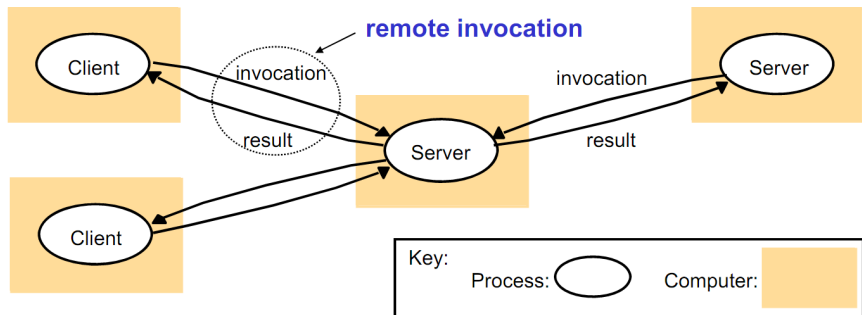 remote invocation
Client
invocation
result
Server
invocation
result
Server
Client
Key:
Process:
Computer: